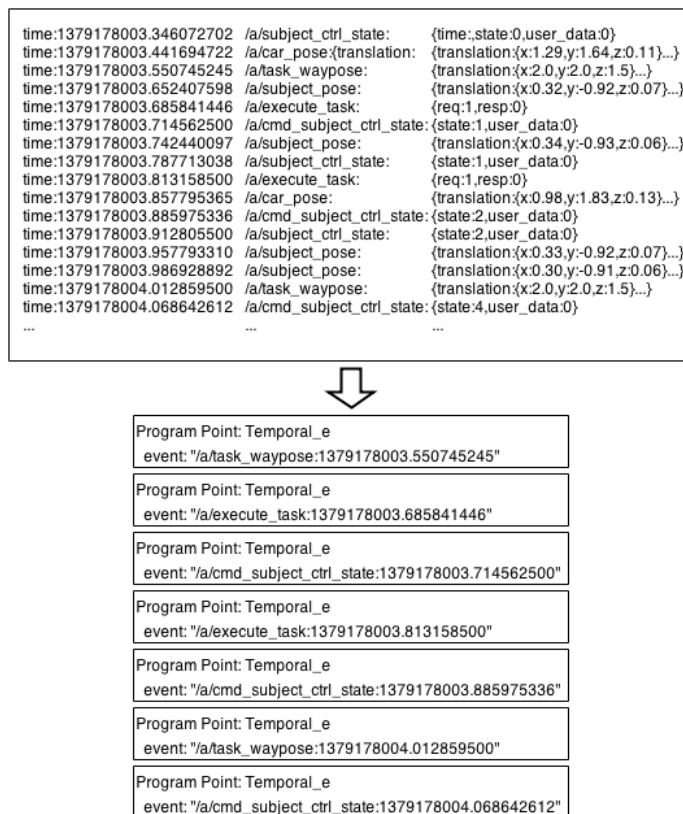 time:1379178003.346072702 /a/subject_ctrl_state: {time:,state:0,user_data:0}
time:1379178003.441694722 /a/car_pose:{translation: {translation:{x:1.29,y:1.64,z:0.11}...}
time:1379178003.550745245 /a/task_waypose: {translation:{x:2.0,y:2.0,z:1.5}...}
time:1379178003.652407598 /a/subject_pose: {translation:{x:0.32,y:-0.92,z:0.07}...}
time:1379178003.685841446 /a/execute_task: {req:1,resp:0}
time:1379178003.714562500 /a/cmd_subject_ctrl_state: {state:1,user_data:0}
time:1379178003.742440097 /a/subject_pose: {translation:{x:0.34,y:-0.93,z:0.06}...}
time:1379178003.787713038 /a/subject_ctrl_state: {state:1,user_data:0}
time:1379178003.813158500 /a/execute_task: {req:1,resp:0}
time:1379178003.857795365 /a/car_pose: {translation:{x:0.98,y:1.83,z:0.13}...}
time:1379178003.885975336 /a/cmd_subject_ctrl_state: {state:2,user_data:0}
time:1379178003.912805500 /a/subject_ctrl_state: {state:2,user_data:0}
time:1379178003.957793310 /a/subject_pose: {translation:{x:0.33,y:-0.92,z:0.07}...}
time:1379178003.986928892 /a/subject_pose: {translation:{x:0.30,y:-0.91,z:0.06}...}
time:1379178004.012859500 /a/task_waypose: {translation:{x:2.0,y:2.0,z:1.5}...}
time:1379178004.068642612 /a/cmd_subject_ctrl_state: {state:4,user_data:0}
... ... ...
Program Point: Temporal_e
event: "/a/task_waypose:1379178003.550745245"
Program Point: Temporal_e
event: "/a/execute_task:1379178003.685841446"
Program Point: Temporal_e
event: "/a/cmd_subject_ctrl_state:1379178003.714562500"
Program Point: Temporal_e
event: "/a/execute_task:1379178003.813158500"
Program Point: Temporal_e
event: "/a/cmd_subject_ctrl_state:1379178003.885975336"
Program Point: Temporal_e
event: "/a/task_waypose:1379178004.012859500"
Program Point: Temporal_e
event: "/a/cmd_subject_ctrl_state:1379178004.068642612"